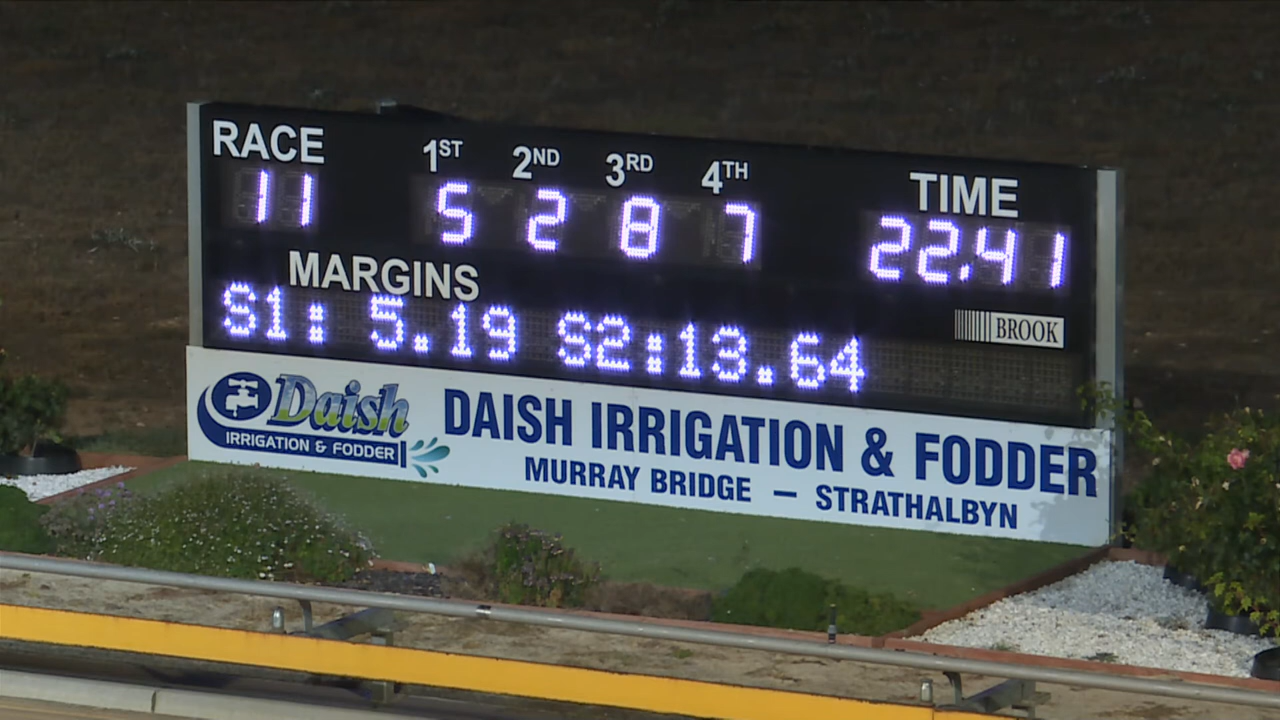 RACE 1ST 2ND 3RD 4TH TIME
11 5 2 8 7 22.41
MARGINS
S1: 5.19 S2:13.64
BROOK
Daish
IRRIGATION & FODDER
DAISH IRRIGATION & FODDER
MURRAY BRIDGE – STRATHALBYN